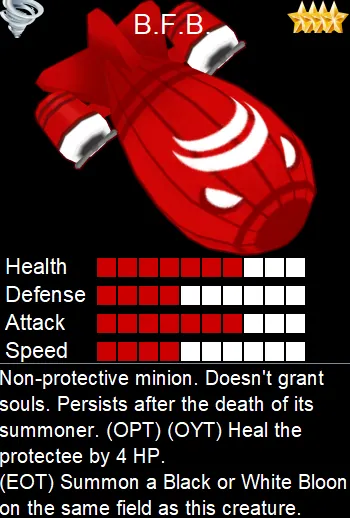 B.F.B.
Health
Defense
Attack
Speed
Non-protective minion. Doesn't grant
souls. Persists after the death of its
summoner. (OPT) (OYT) Heal the
protectee by 4 HP.
(EOT) Summon a Black or White Bloon
on the same field as this creature.